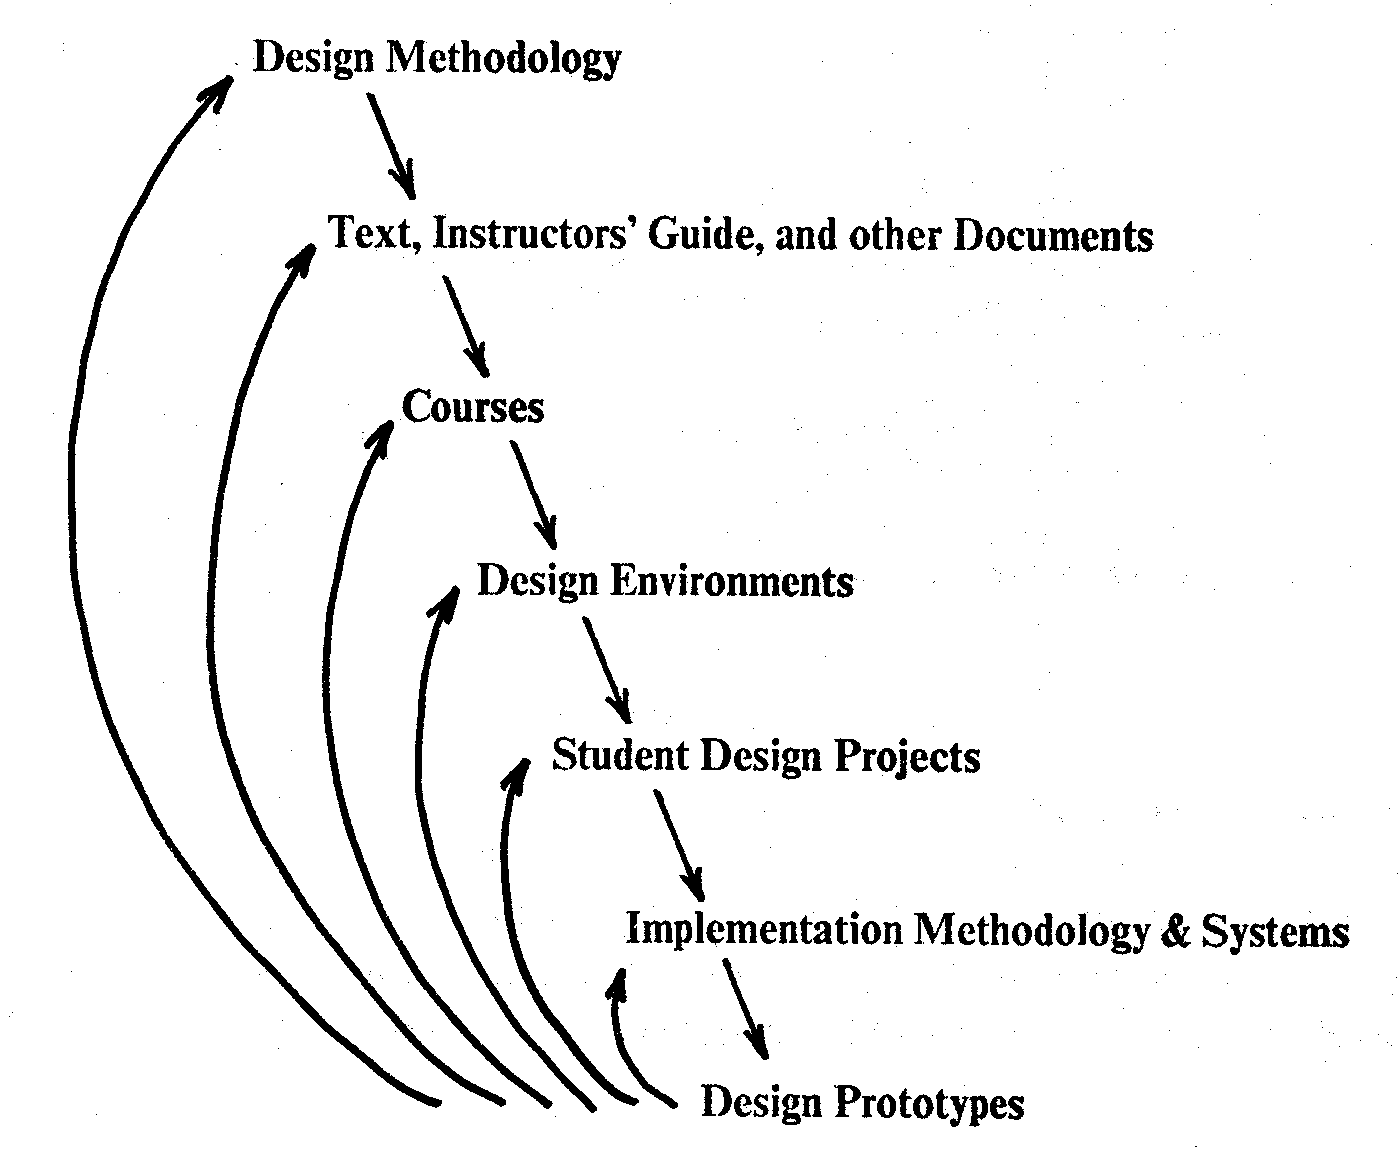 Design Methodology
Text, Instructors' Guide, and other Documents
Courses
Design Environments
Student Design Projects
Implementation Methodology & Systems
Design Prototypes